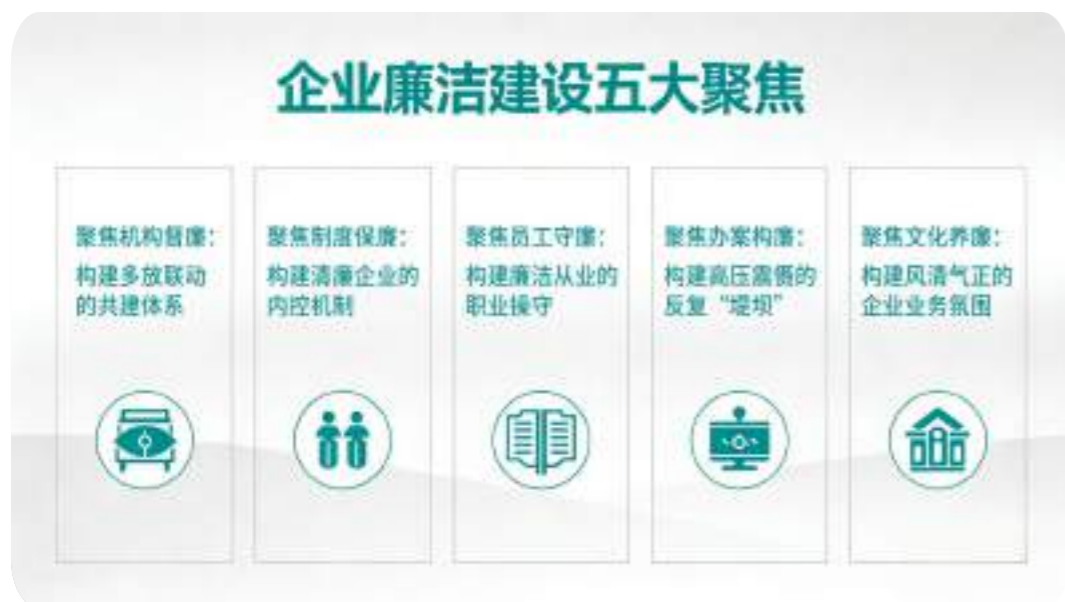 企业廉洁建设五大聚焦
聚焦机构督廉：
构建多放联动
的共建体系
聚焦制度保廉：
构建清廉企业的
内控机制
聚焦员工守廉：
构建廉洁从业的
职业操守
聚焦办案构廉：
构建高压震慑的
反复“堤坝”
聚焦文化养廉：
构建风清气正的
企业业务氛围